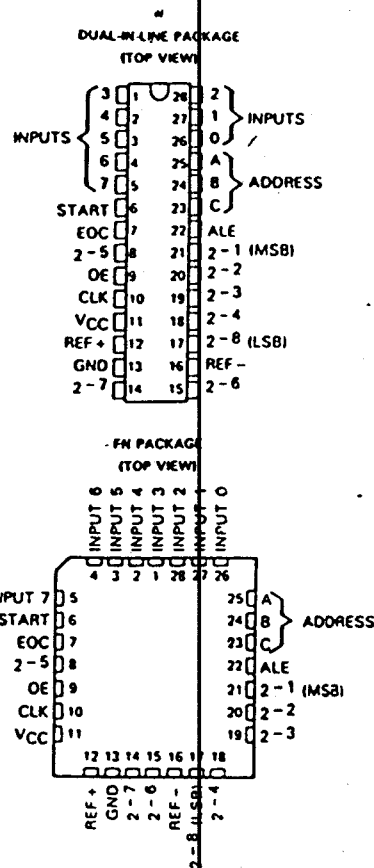 DUAL-IN-LINE PACKAGE
(TOP VIEW)
3 1 28 2
4 2 27 1
INPUTS 5 3 26 0 INPUTS
6 4 25 A
7 5 24 B ADDRESS
START 6 23 C
EOC 7 22 ALE
2-5 8 21 2-1 (MSB)
OE 9 20 2-2
CLK 10 19 2-3
VCC 11 18 2-4
REF+ 12 17 2-8 (LSB)
GND 13 16 REF-
2-7 14 15 2-6
FN PACKAGE
(TOP VIEW)
INPUT 6 INPUT 5 INPUT 4 INPUT 3 INPUT 2 INPUT 1 INPUT 0
4 3 2 1 28 27 26
INPUT 7 5 25 A
START 6 24 B ADDRESS
EOC 7 23 C
2-5 8 22 ALE
OE 9 21 2-1 (MSB)
CLK 10 20 2-2
VCC 11 19 2-3
12 13 14 15 16 17 18
REF+ GND 2-7 2-6 REF- 2-8 (LSB) 2-4